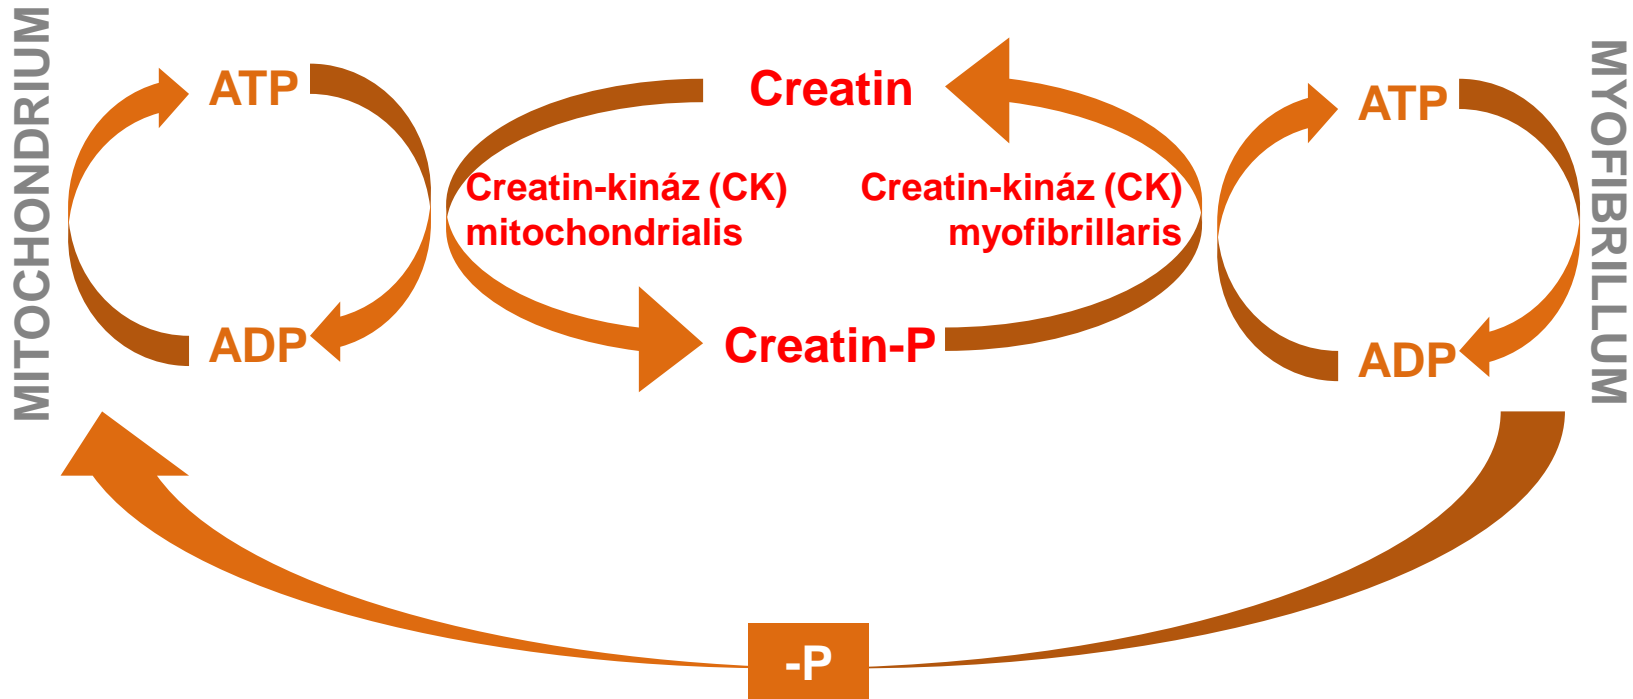 MITOCHONDRIUM
ATP
ADP
Creatin
Creatin-kináz (CK)
mitochondrialis
Creatin-kináz (CK)
myofibrillaris
Creatin-P
ATP
ADP
MYOFIBRILLUM
-P